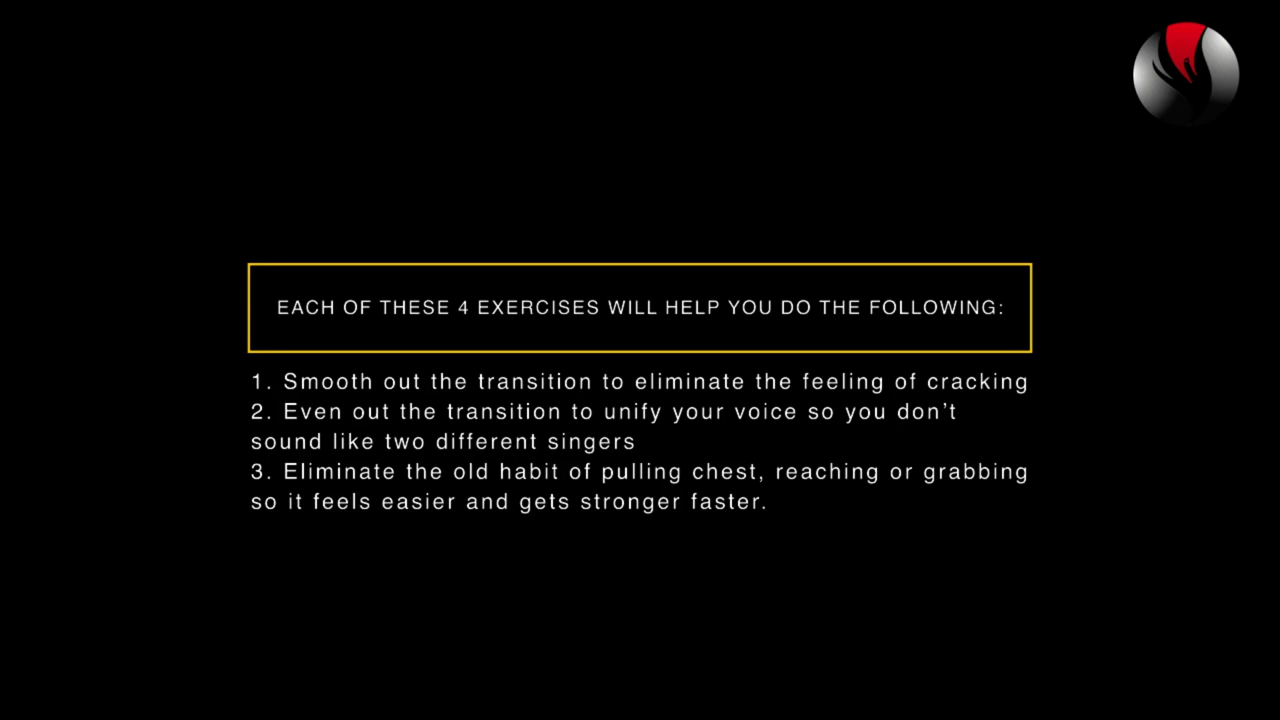 EACH OF THESE 4 EXERCISES WILL HELP YOU DO THE FOLLOWING:
1. Smooth out the transition to eliminate the feeling of cracking
2. Even out the transition to unify your voice so you don’t
sound like two different singers
3. Eliminate the old habit of pulling chest, reaching or grabbing
so it feels easier and gets stronger faster.